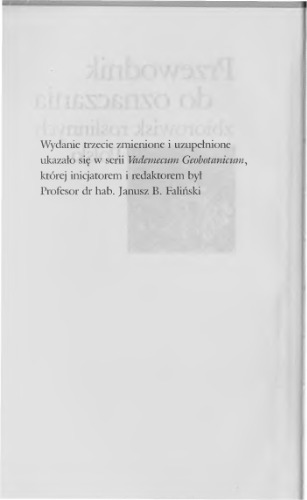 Wydanie trzecie zmienione i uzupełnione
ukazało się w serii Vademecum Geobotanicum,
której inicjatorem i redaktorem był
Profesor dr hab. Janusz B. Faliński